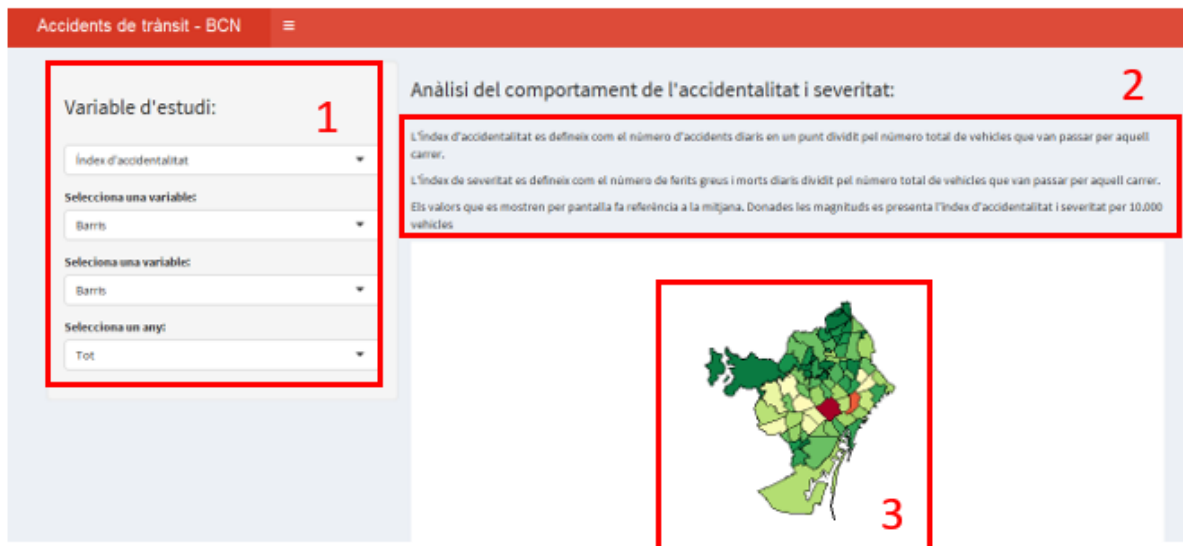 Accidents de trànsit - BCN
Variable d'estudi:
1
Índex d'accidentalitat
Selecciona una variable:
Barris
Seleciona una variable:
Barris
Selecciona un any:
Tot
Anàlisi del comportament de l'accidentalitat i severitat:
2
L'Índex d'accidentalitat es defineix com el número d'accidents diaris en un punt dividit pel número total de vehicles que van passar per aquell
carrer.
L'Índex de severitat es defineix com el número de ferits greus i morts diaris dividit pel número total de vehicles que van passar per aquell carrer.
Els valors que es mostren per pantalla fa referència a la mitjana. Donades les magnituds es presenta l'índex d'accidentalitat i severitat per 10.000
vehicles
3